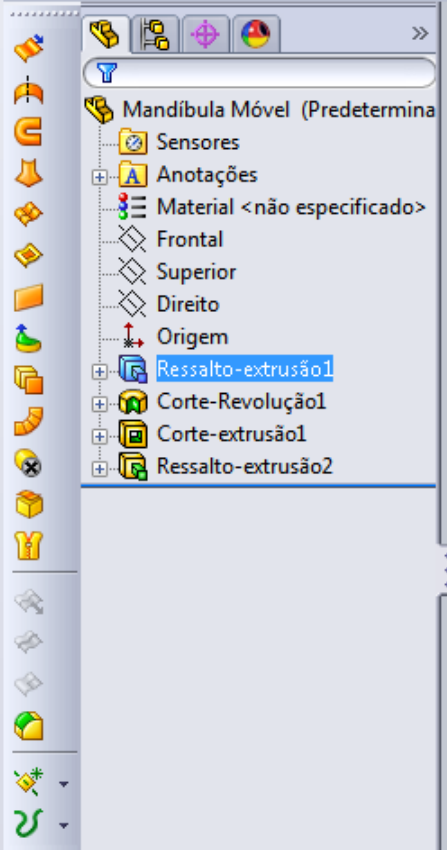 Mandíbula Móvel (Predetermina
Sensores
Anotações
Material <não especificado>
Frontal
Superior
Direito
Origem
Ressalto-extrusão1
Corte-Revolução1
Corte-extrusão1
Ressalto-extrusão2